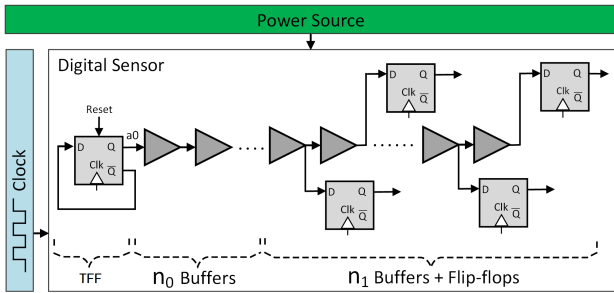 Power Source
Clock
Digital Sensor
Reset
D Q
Clk
Q
a0
D Q
Clk
Q
D Q
Clk
Q
D Q
Clk
Q
D Q
Clk
Q
TFF
n0 Buffers
n1 Buffers + Flip-flops